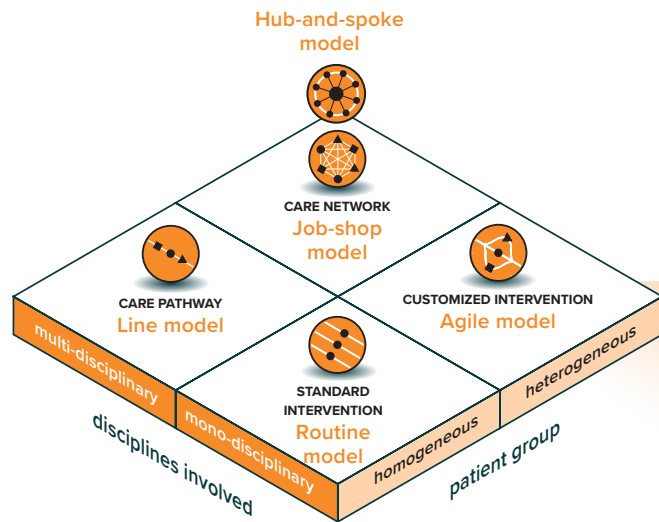 Hub-and-spoke
model
CARE NETWORK
Job-shop
model
CARE PATHWAY
Line model
CUSTOMIZED INTERVENTION
Agile model
STANDARD
INTERVENTION
Routine
model
multi-disciplinary
mono-disciplinary
disciplines involved
homogeneous
heterogeneous
patient group